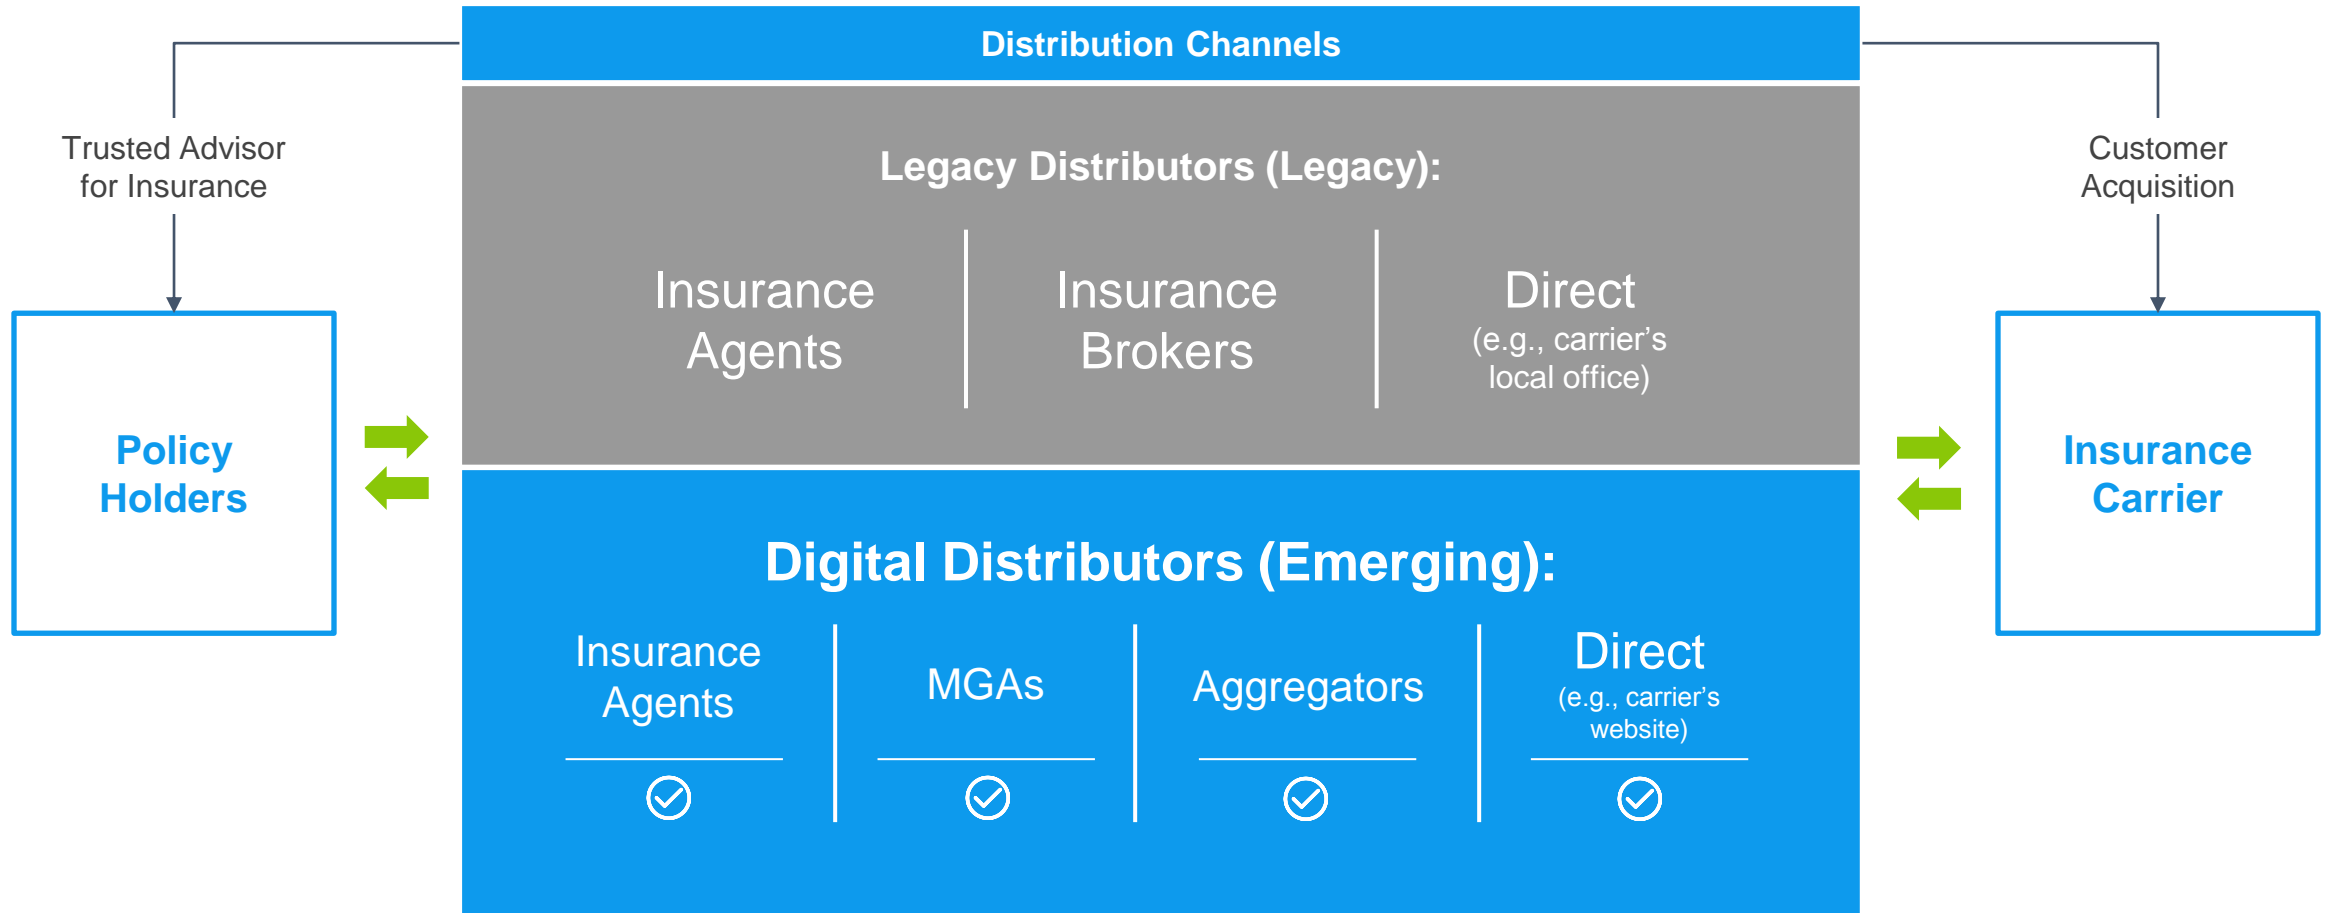 Distribution Channels
Trusted Advisor
for Insurance
Legacy Distributors (Legacy):
Customer
Acquisition
Insurance
Agents
Insurance
Brokers
Direct
(e.g., carrier's
local office)
Policy
Holders
Insurance
Carrier
Digital Distributors (Emerging):
Insurance
Agents
MGAs
Aggregators
Direct
(e.g., carrier's
website)